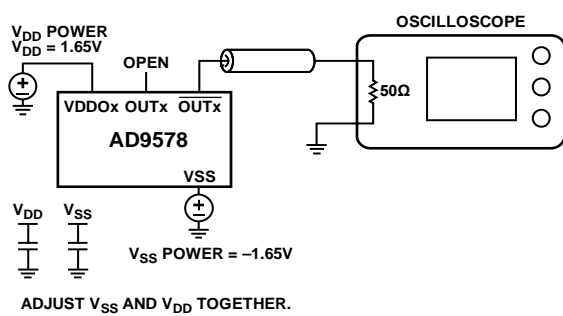 OSCILLOSCOPE
VDD POWER
VDD = 1.65V
OPEN
50Ω
VDDOx OUTx OUTx
AD9578
VSS
VDD VSS
VSS POWER = –1.65V
ADJUST VSS AND VDD TOGETHER.